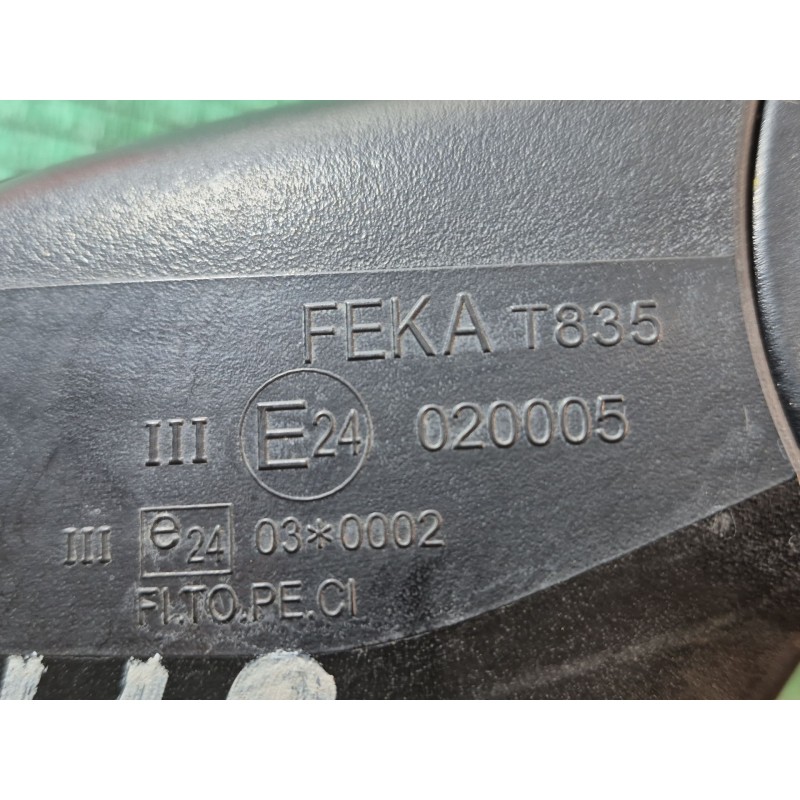 FEKA T835
III E24 020005
III e24 03*0002
FI.TO.PE.CI